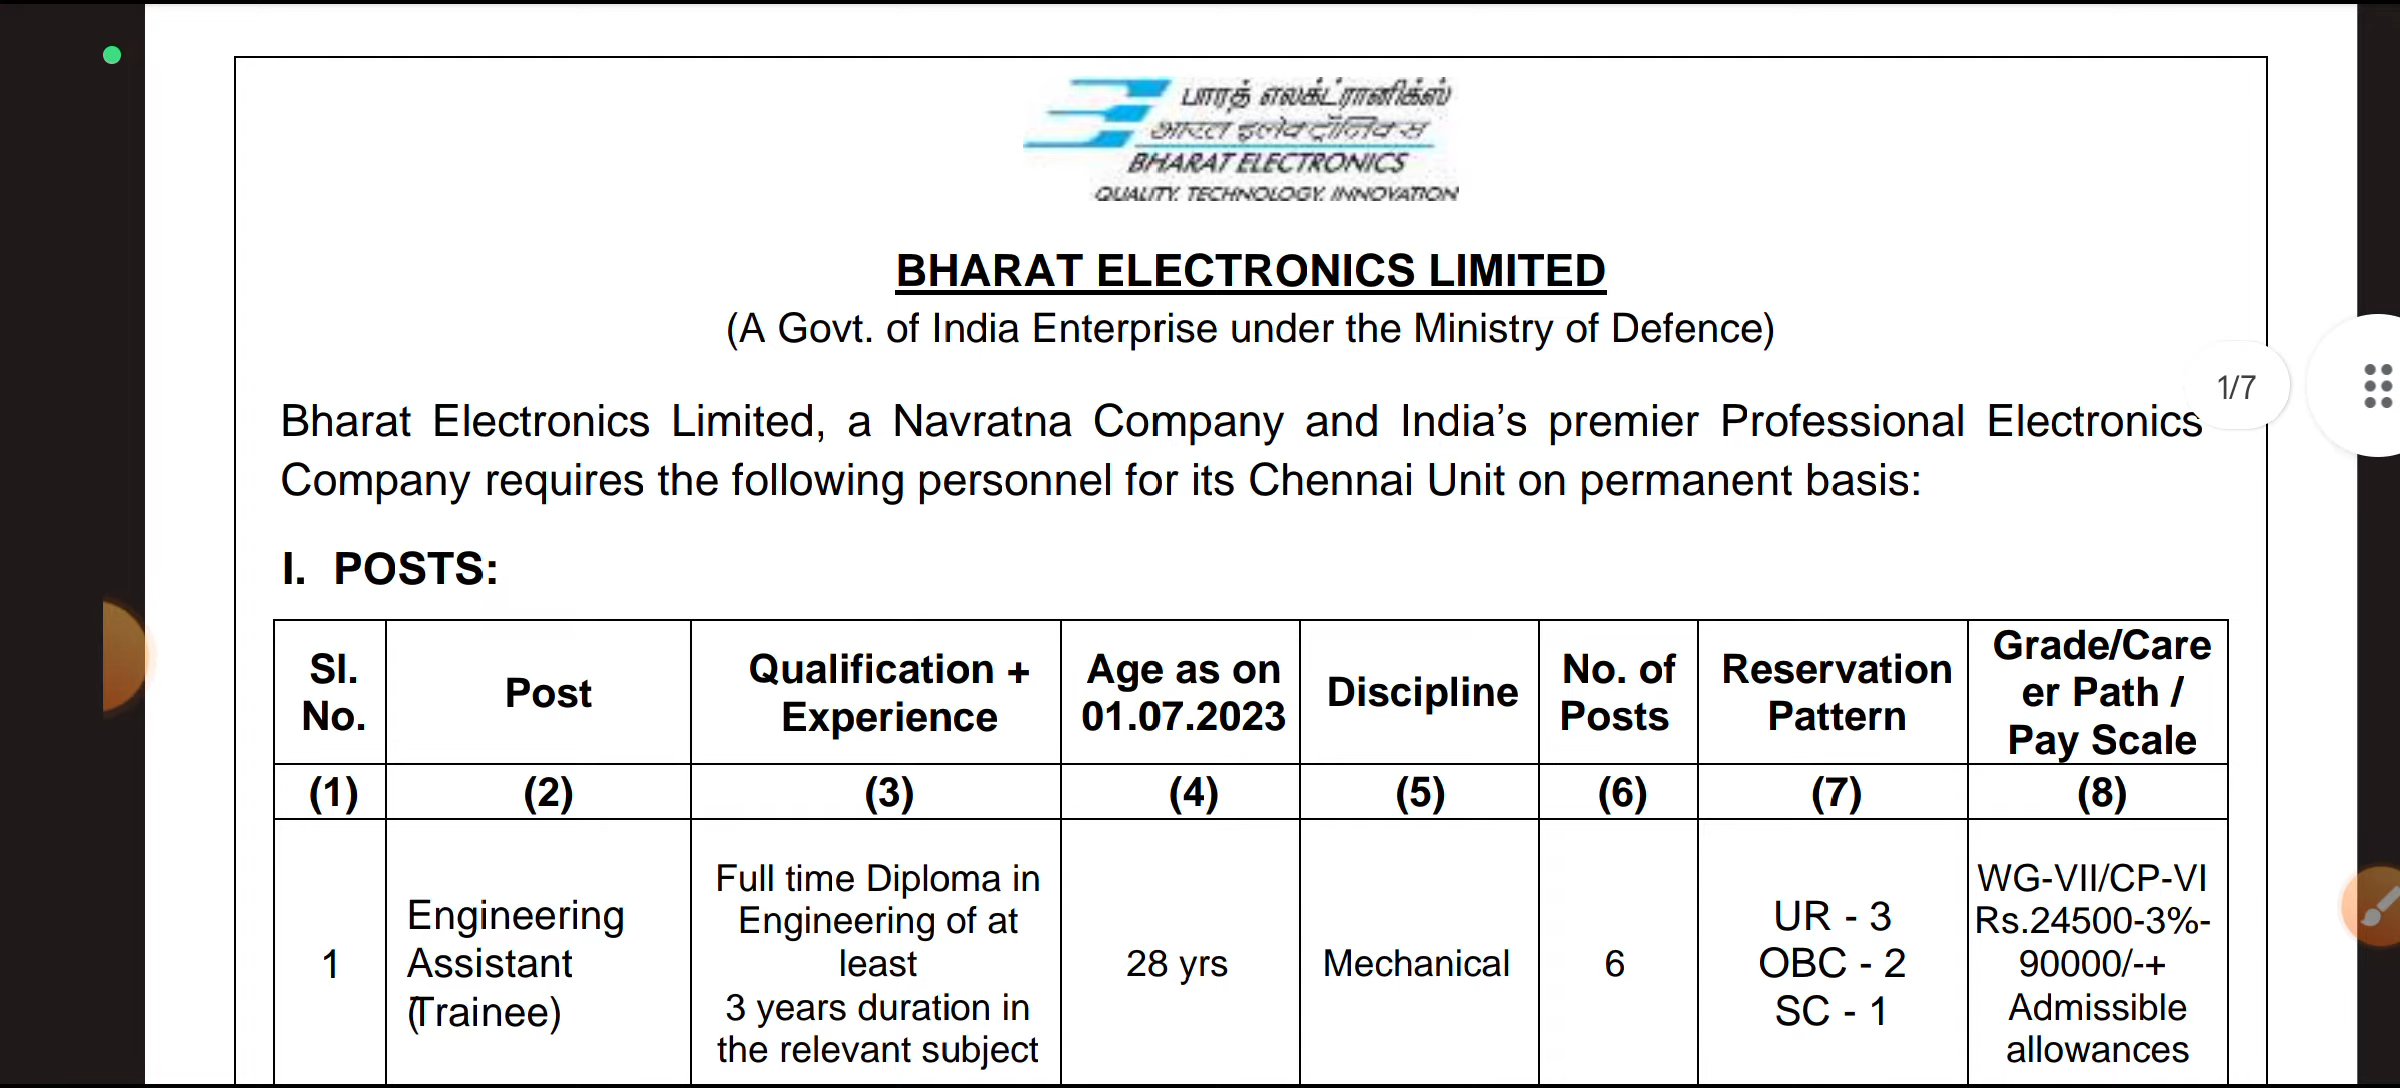 பாரத் எலக்ட்ரானிக்ஸ்
भारत इलेक्ट्रॉनिक्स
BHARAT ELECTRONICS
QUALITY. TECHNOLOGY. INNOVATION
BHARAT ELECTRONICS LIMITED
(A Govt. of India Enterprise under the Ministry of Defence)
1/7
Bharat Electronics Limited, a Navratna Company and India’s premier Professional Electronics
Company requires the following personnel for its Chennai Unit on permanent basis:
I. POSTS:
Sl.
No.
Post
Qualification +
Experience
Age as on
01.07.2023
Discipline
No. of
Posts
Reservation
Pattern
Grade/Care
er Path /
Pay Scale
(1)
(2)
(3)
(4)
(5)
(6)
(7)
(8)
1
Engineering
Assistant
(Trainee)
Full time Diploma in
Engineering of at
least
3 years duration in
the relevant subject
28 yrs
Mechanical
6
UR - 3
OBC - 2
SC - 1
WG-VII/CP-VI
Rs.24500-3%-
90000/-+
Admissible
allowances